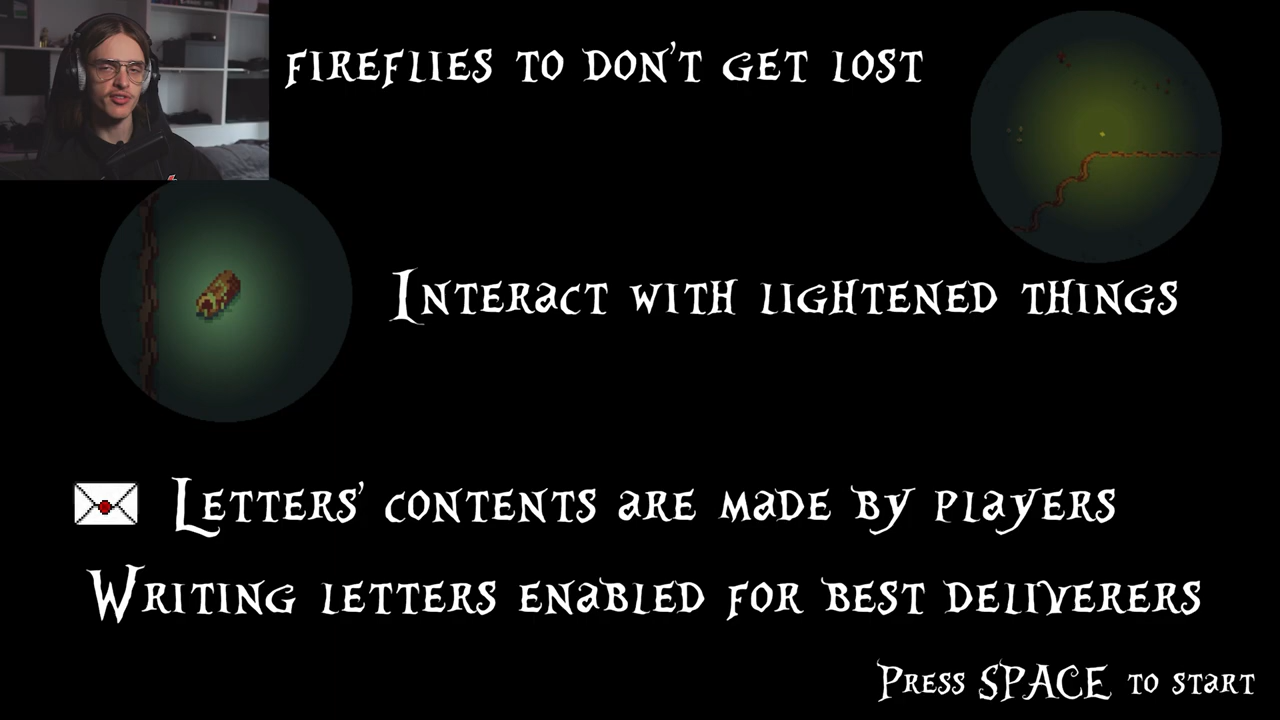 FIREFLIES TO DON'T GET LOST
INTERACT WITH LIGHTENED THINGS
LETTERS' CONTENTS ARE MADE BY PLAYERS
WRITING LETTERS ENABLED FOR BEST DELIVERERS
PRESS SPACE TO START